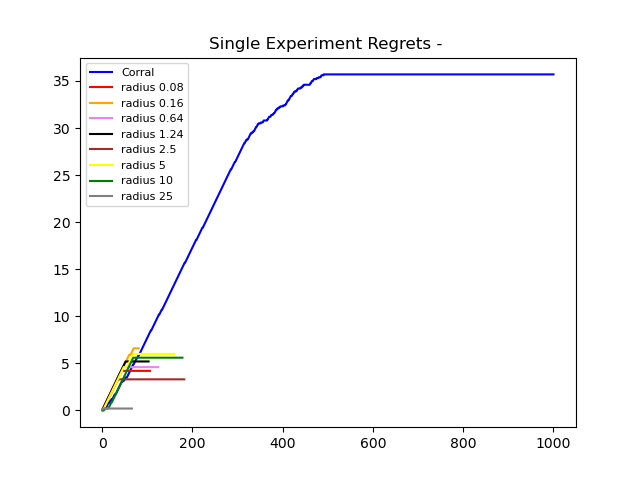 Single Experiment Regrets -
Corral
radius 0.08
radius 0.16
radius 0.64
radius 1.24
radius 2.5
radius 5
radius 10
radius 25
35
30
25
20
15
10
5
0
0 200 400 600 800 1000